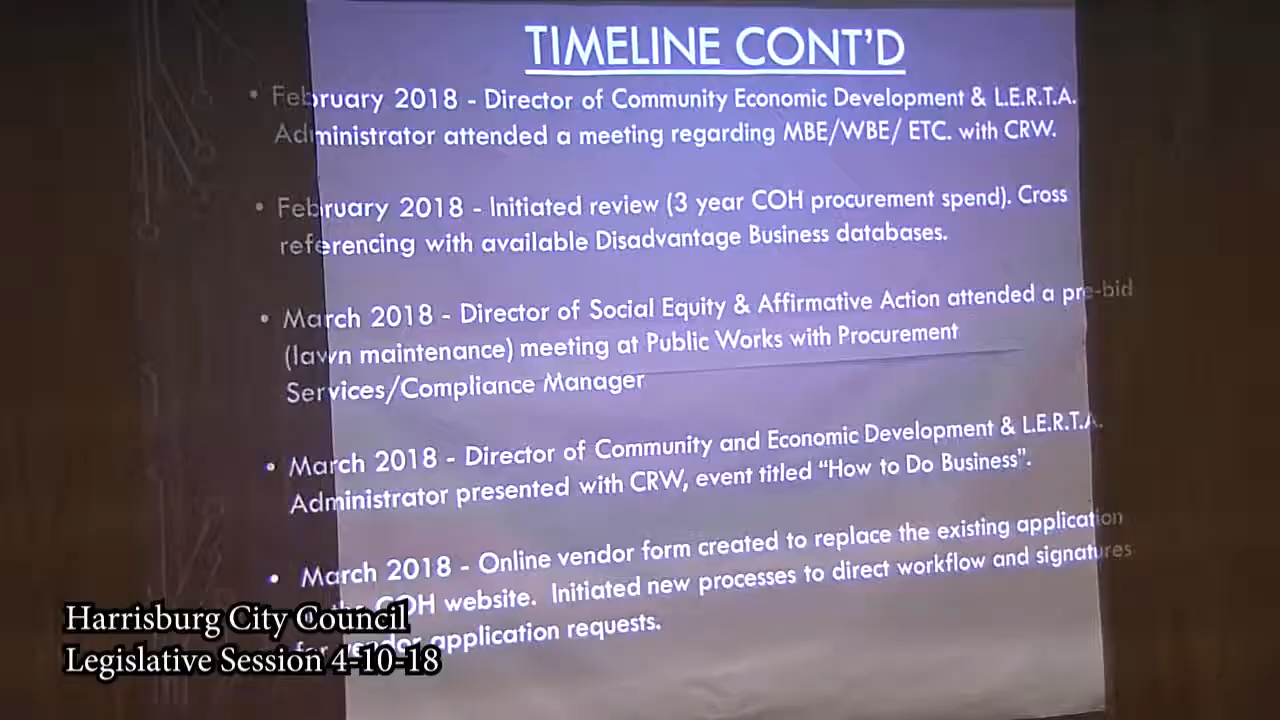 TIMELINE CONT'D
• February 2018 - Director of Community Economic Development & L.E.R.T.A.
Administrator attended a meeting regarding MBE/WBE/ ETC. with CRW.
• February 2018 - Initiated review (3 year COH procurement spend). Cross
referencing with available Disadvantage Business databases.
• March 2018 - Director of Social Equity & Affirmative Action attended a pre-bid
(lawn maintenance) meeting at Public Works with Procurement
Services/Compliance Manager
• March 2018 - Director of Community and Economic Development & L.E.R.T.A.
Administrator presented with CRW, event titled “How to Do Business”.
• March 2018 - Online vendor form created to replace the existing application
the COH website. Initiated new processes to direct workflow and signatures
for vendor application requests.
Harrisburg City Council
Legislative Session 4-10-18